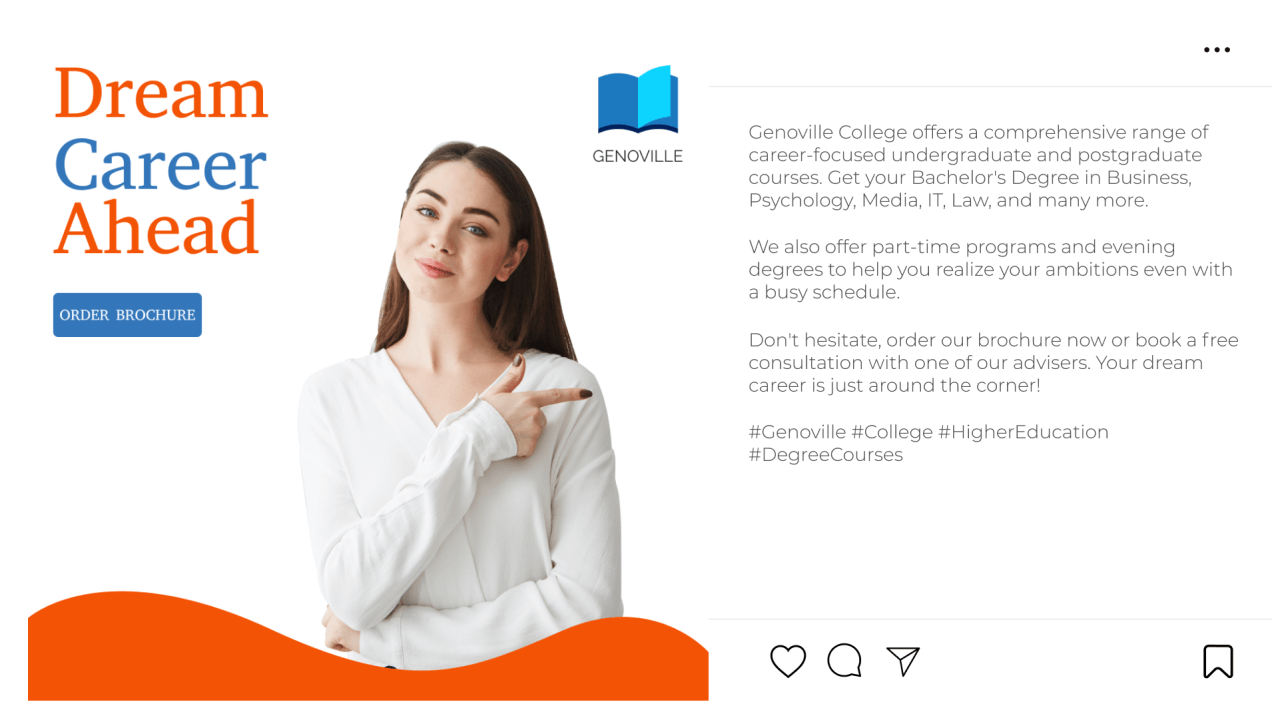 Dream
Career
Ahead
ORDER BROCHURE
GENOVILLE
Genoville College offers a comprehensive range of
career-focused undergraduate and postgraduate
courses. Get your Bachelor's Degree in Business,
Psychology, Media, IT, Law, and many more.
We also offer part-time programs and evening
degrees to help you realize your ambitions even with
a busy schedule.
Don't hesitate, order our brochure now or book a free
consultation with one of our advisers. Your dream
career is just around the corner!
#Genoville #College #HigherEducation
#DegreeCourses